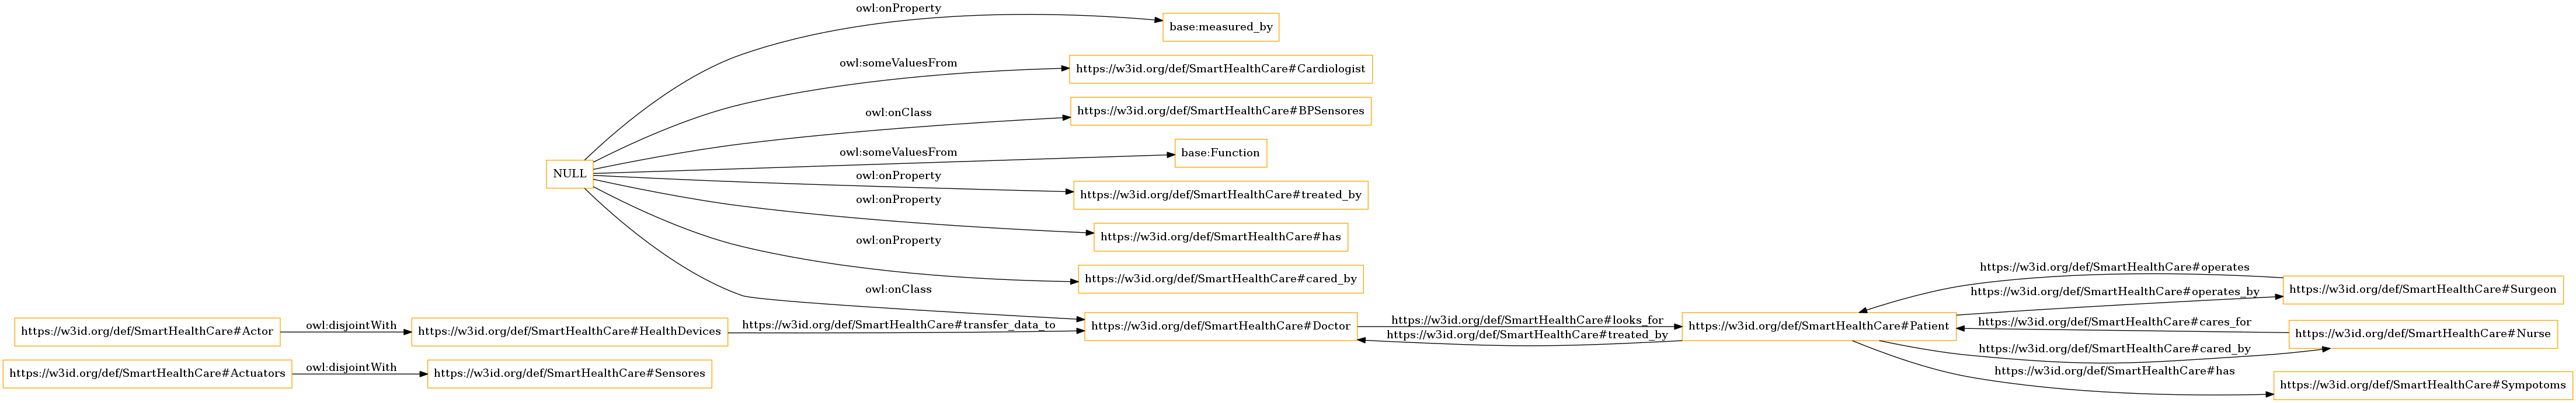 owl:onProperty
base:measured_by
owl:someValuesFrom
https://w3id.org/def/SmartHealthCare#Cardiologist
owl:onClass
https://w3id.org/def/SmartHealthCare#BPSensores
NULL
owl:someValuesFrom
base:Function
owl:onProperty
https://w3id.org/def/SmartHealthCare#treated_by
owl:onProperty
https://w3id.org/def/SmartHealthCare#has
owl:onProperty
https://w3id.org/def/SmartHealthCare#cared_by
owl:onClass
https://w3id.org/def/SmartHealthCare#Actor
owl:disjointWith
https://w3id.org/def/SmartHealthCare#HealthDevices
https://w3id.org/def/SmartHealthCare#transfer_data_to
https://w3id.org/def/SmartHealthCare#Doctor
https://w3id.org/def/SmartHealthCare#looks_for
https://w3id.org/def/SmartHealthCare#treated_by
https://w3id.org/def/SmartHealthCare#Patient
https://w3id.org/def/SmartHealthCare#operates
https://w3id.org/def/SmartHealthCare#operates_by
https://w3id.org/def/SmartHealthCare#Surgeon
https://w3id.org/def/SmartHealthCare#cares_for
https://w3id.org/def/SmartHealthCare#Nurse
https://w3id.org/def/SmartHealthCare#cared_by
https://w3id.org/def/SmartHealthCare#has
https://w3id.org/def/SmartHealthCare#Sympotoms
https://w3id.org/def/SmartHealthCare#Actuators
owl:disjointWith
https://w3id.org/def/SmartHealthCare#Sensores